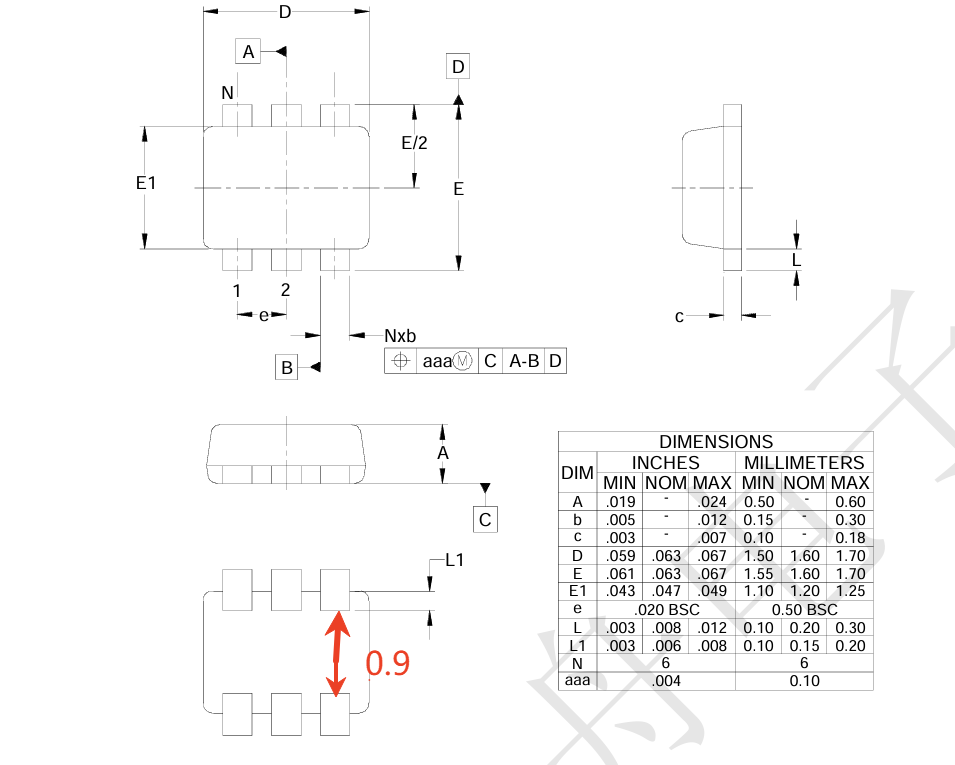 D
A
D
N
E/2
E1
E
L
1
2
e
c
Nxb
B
aaa Ⓜ C A-B D
A
C
L1
0.9
DIMENSIONS
DIM INCHES MILLIMETERS
MIN NOM MAX MIN NOM MAX
A .019 - .024 0.50 - 0.60
b .005 - .012 0.15 - 0.30
c .003 - .007 0.10 - 0.18
D .059 .063 .067 1.50 1.60 1.70
E .061 .063 .067 1.55 1.60 1.70
E1 .043 .047 .049 1.10 1.20 1.25
e .020 BSC 0.50 BSC
L .003 .008 .012 0.10 0.20 0.30
L1 .003 .006 .008 0.10 0.15 0.20
N 6 6
aaa .004 0.10
子
电
舟